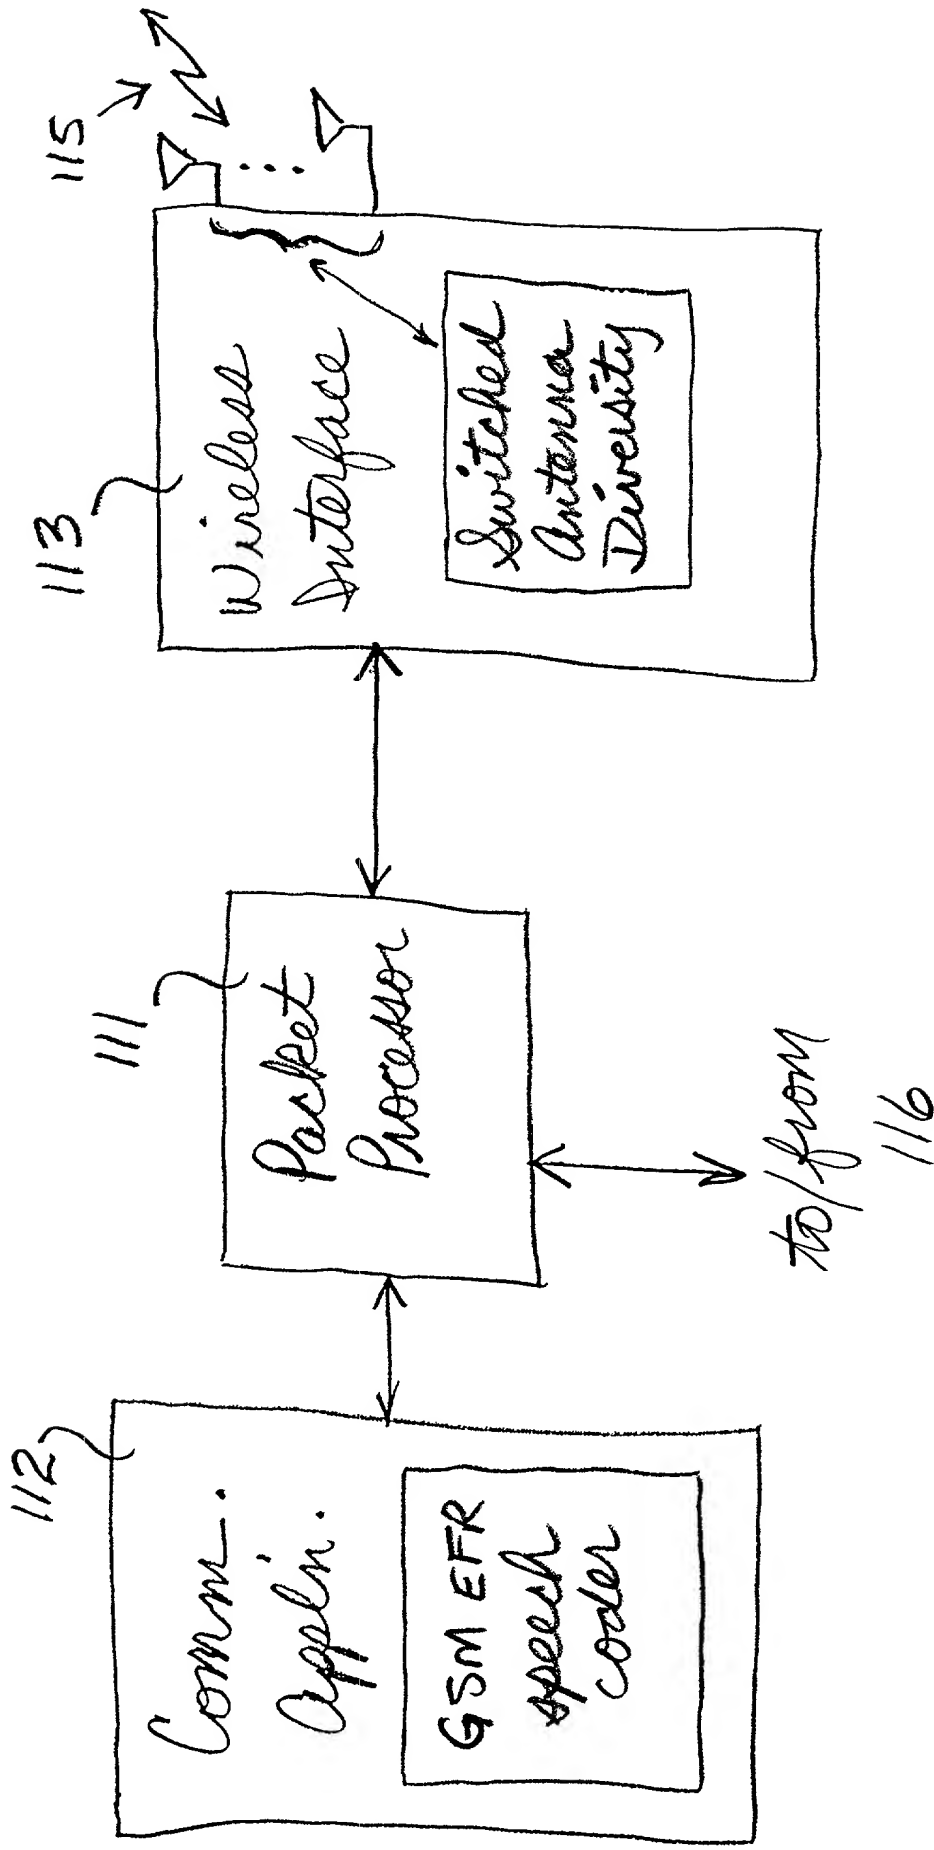 112
Comm.
Appl'n.
GSM EFR
speech
coder
111
Packet
Processor
to/from
116
113
Wireless
Interface
Switched
Antenna
Diversity
115